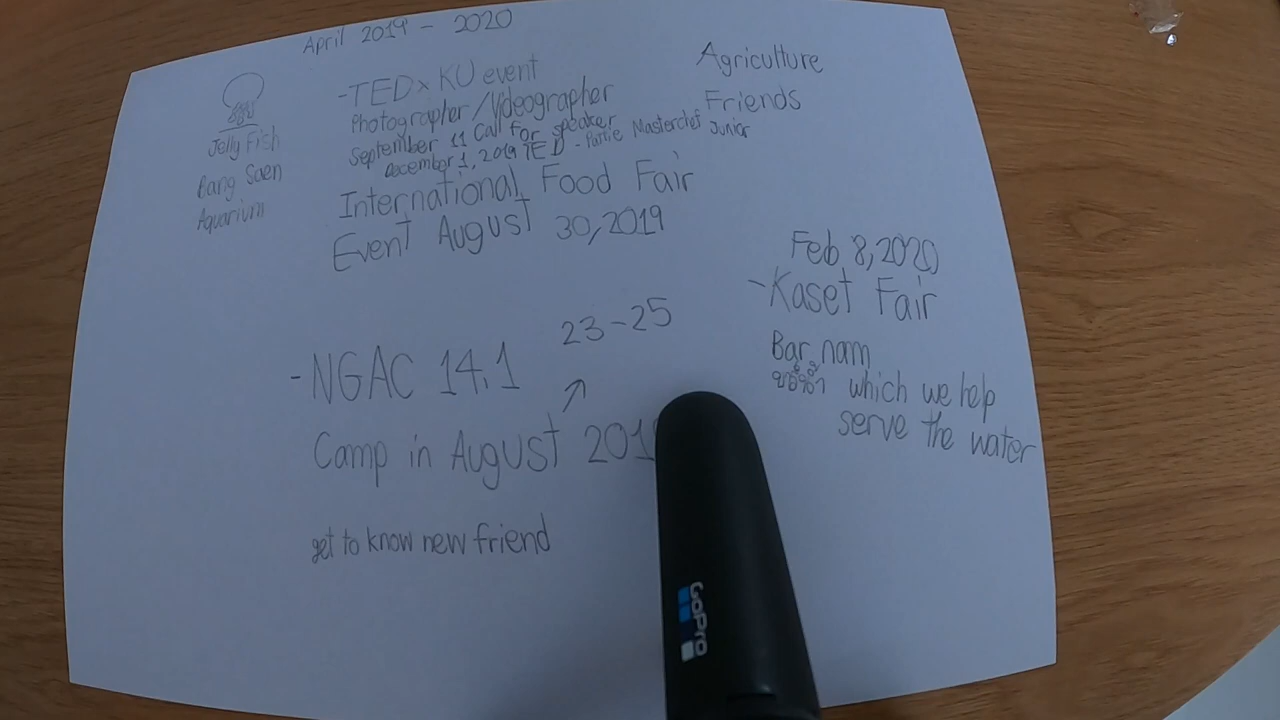 April 2019 - 2020
Jelly Fish
Bang Saen
Aquarium
-TEDx KU event
Photographer/Videographer
September 11 Call for speaker
December 1, 2019 TED - Partie Masterchef Junior
International Food Fair
Event August 30,2019
Agriculture
Friends
-NGAC 14.1
23-25
Camp in August 201
get to know new friend
Feb 8,2020
-Kaset Fair
Bar nam
which we help
serve the water
GoPro